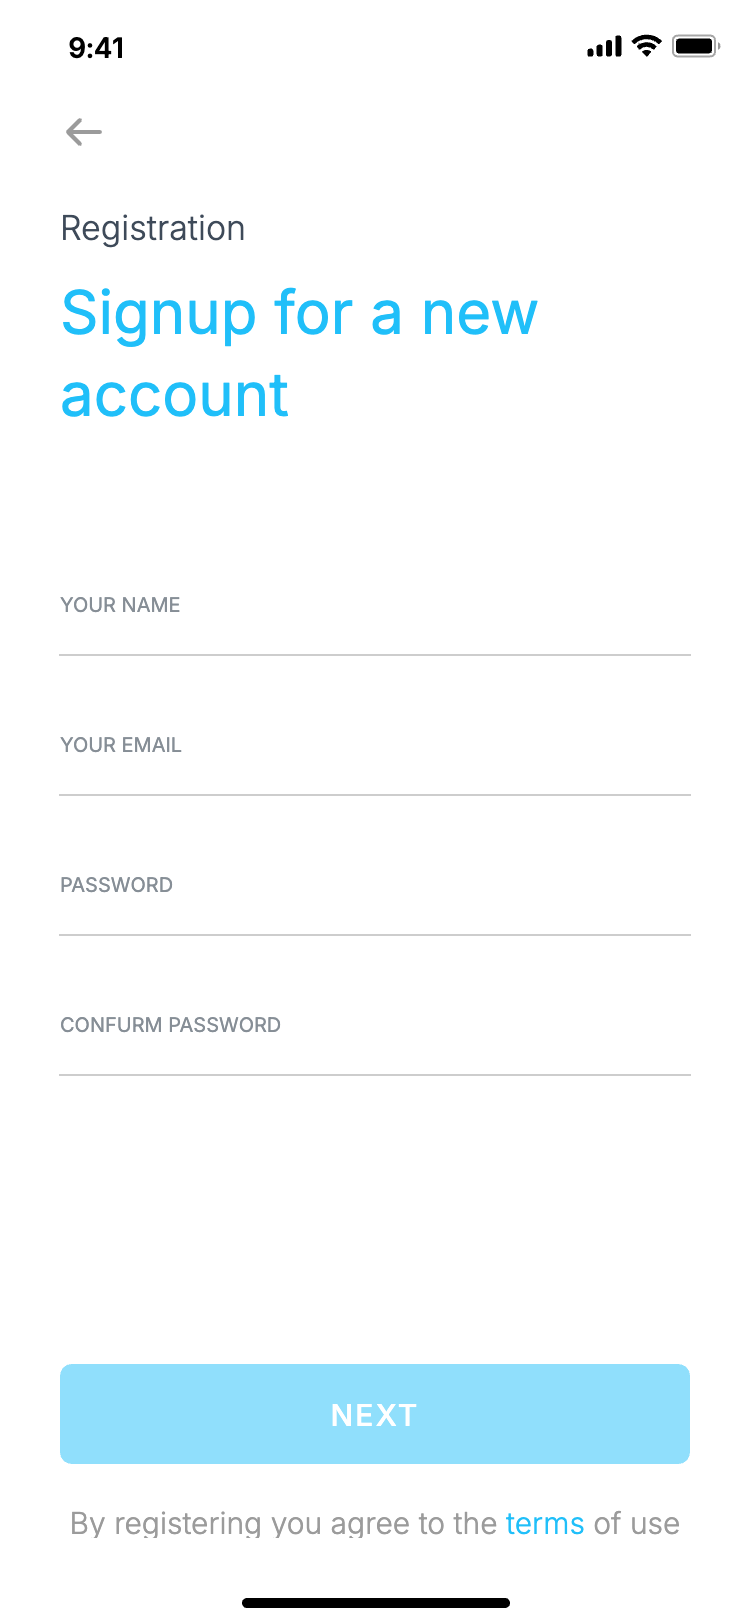 9:41
Registration
Signup for a new
account
YOUR NAME
YOUR EMAIL
PASSWORD
CONFURM PASSWORD
NEXT
By registering you agree to the terms of use